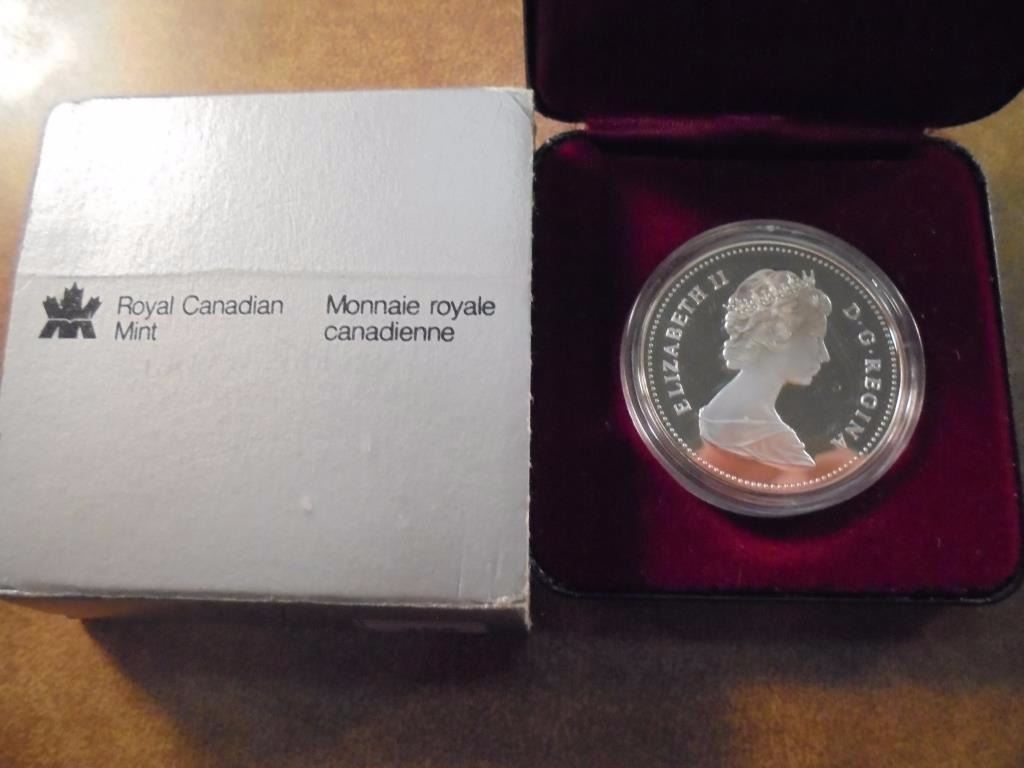 Royal Canadian
Mint
Monnaie royale
canadienne
ELIZABETH II
D·G·REGINA